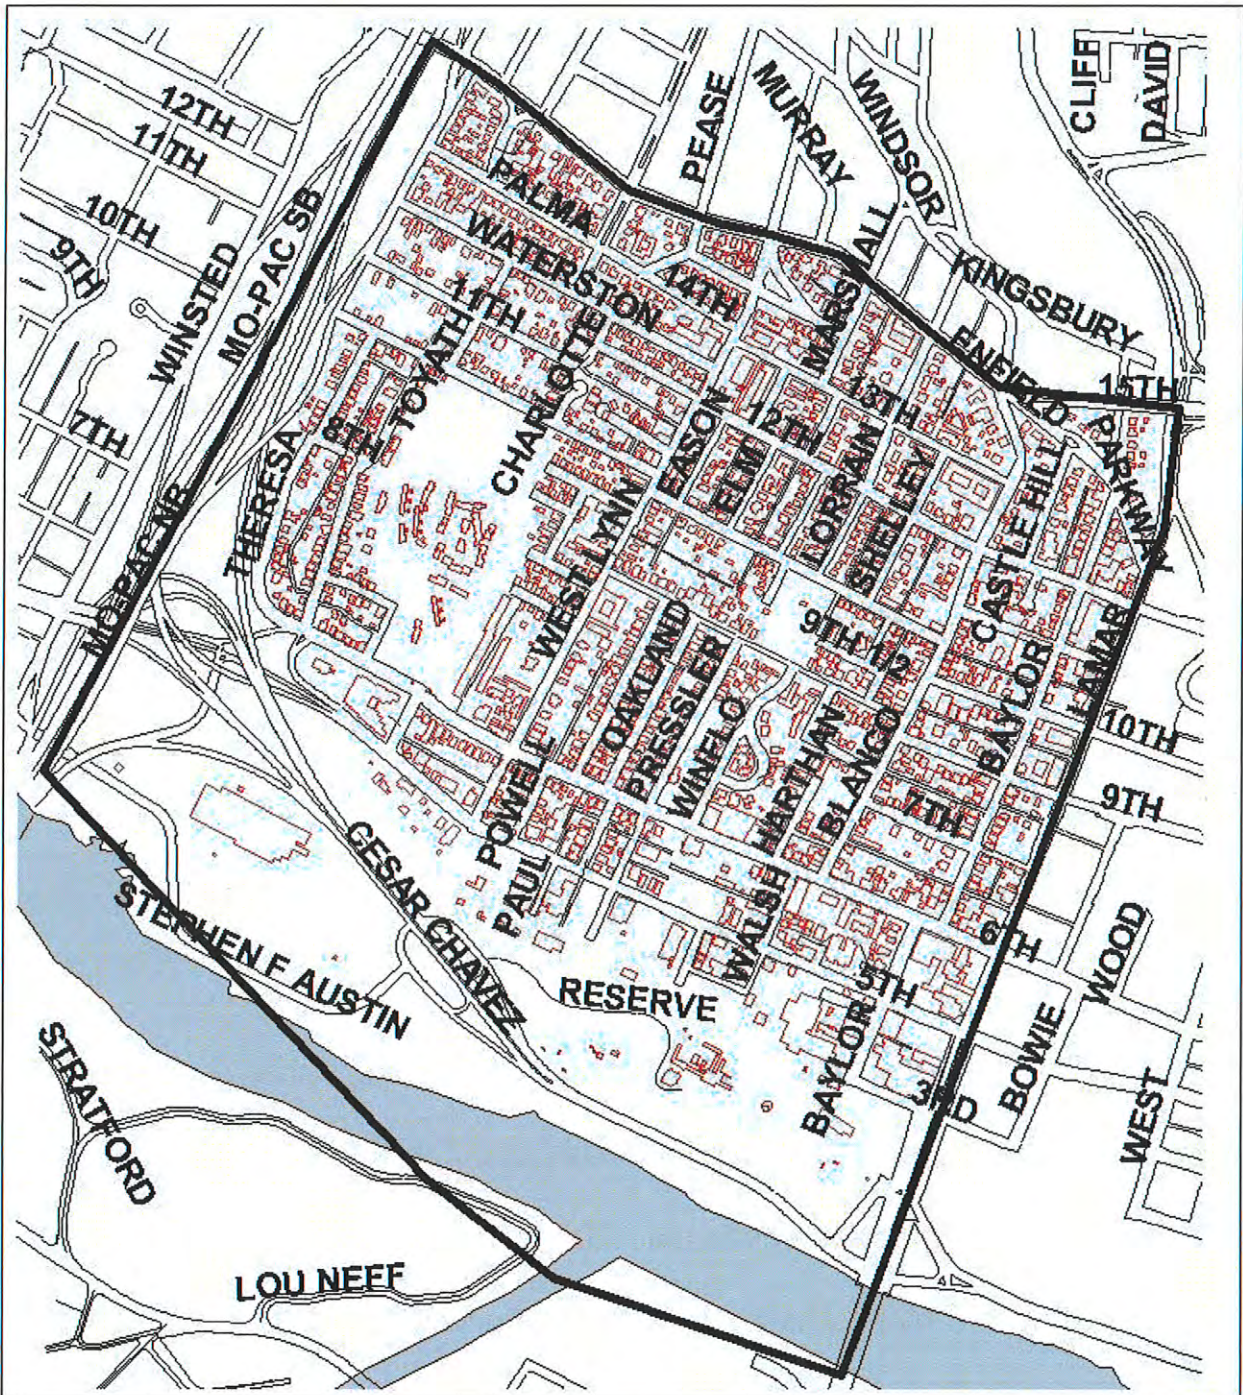 CLIFF
DAVID
PEASE
MURRAY
WINDSOR
12TH
11TH
10TH
9TH
WINSTED
MO-PAC SB
PALMA
WATERSTON
14TH
MARSHALL
KINGSBURY
ENFIELD
15TH
PARKWAY
11TH
TOYATH
CHARLOTTE
EASON
13TH
12TH
ELM
LORRAIN
SHELLEY
CASTLE HILL
7TH
THERESA
8TH
MO-PAC NB
WEST LYNN
9TH 1/2
BAYLOR
LAMAR
OAKLAND
PRESSLER
WINFLO
HARTHAN
BLANCO
10TH
9TH
7TH
POWELL
PAUL
CESAR CHAVEZ
WALSH
6TH
WOOD
STEPHEN F AUSTIN
RESERVE
5TH
BAYLOR
BOWIE
3RD
WEST
STRATFORD
LOU NEFF